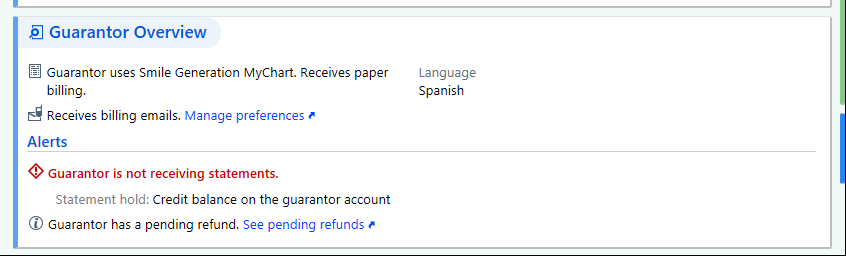 Guarantor Overview
Guarantor uses Smile Generation MyChart. Receives paper
billing.
Language
Spanish
Receives billing emails. Manage preferences
Alerts
Guarantor is not receiving statements.
Statement hold: Credit balance on the guarantor account
Guarantor has a pending refund. See pending refunds